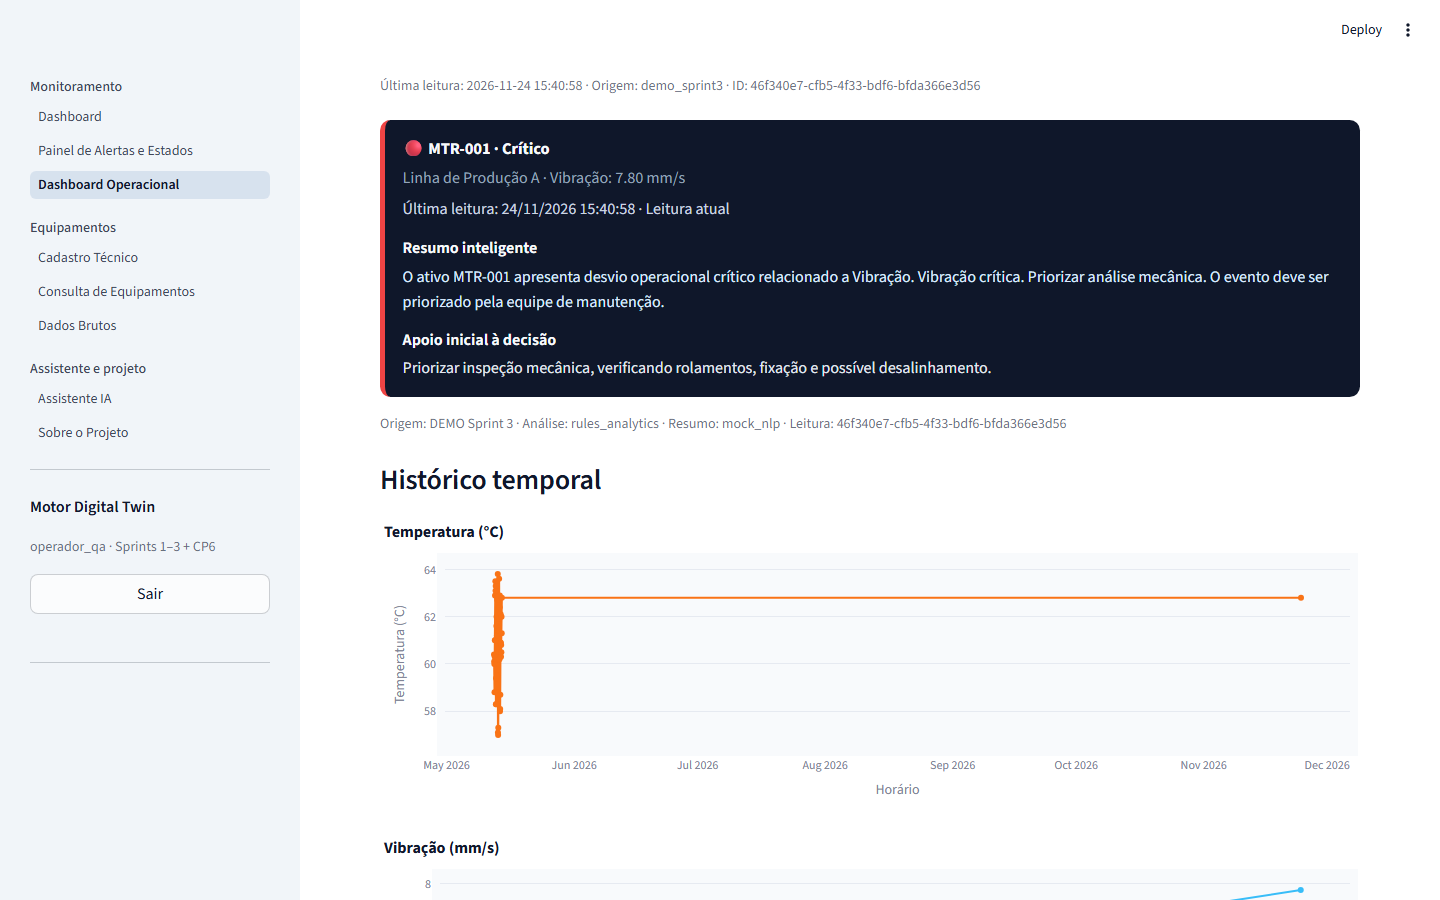 Deploy
Monitoramento
Dashboard
Painel de Alertas e Estados
Dashboard Operacional
Equipamentos
Cadastro Técnico
Consulta de Equipamentos
Dados Brutos
Assistente e projeto
Assistente IA
Sobre o Projeto
Motor Digital Twin
operador_qa · Sprints 1–3 + CP6
Sair
Última leitura: 2026-11-24 15:40:58 · Origem: demo_sprint3 · ID: 46f340e7-cfb5-4f33-bdf6-bfda366e3d56
MTR-001 · Crítico
Linha de Produção A · Vibração: 7.80 mm/s
Última leitura: 24/11/2026 15:40:58 · Leitura atual
Resumo inteligente
O ativo MTR-001 apresenta desvio operacional crítico relacionado a Vibração. Vibração crítica. Priorizar análise mecânica. O evento deve ser
priorizado pela equipe de manutenção.
Apoio inicial à decisão
Priorizar inspeção mecânica, verificando rolamentos, fixação e possível desalinhamento.
Origem: DEMO Sprint 3 · Análise: rules_analytics · Resumo: mock_nlp · Leitura: 46f340e7-cfb5-4f33-bdf6-bfda366e3d56
Histórico temporal
Temperatura (°C)
Temperatura (°C)
64
62
60
58
May 2026 Jun 2026 Jul 2026 Aug 2026 Sep 2026 Oct 2026 Nov 2026 Dec 2026
Horário
Vibração (mm/s)
8